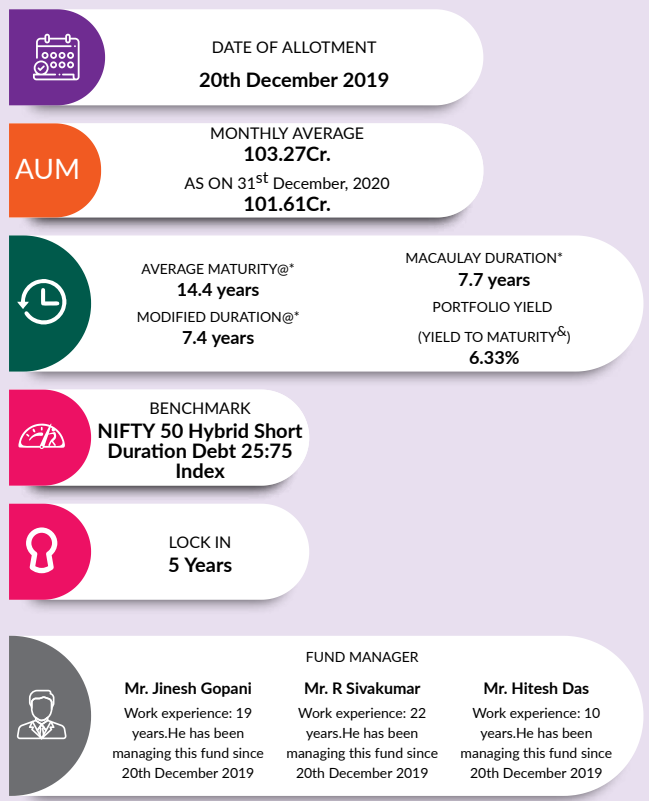 DATE OF ALLOTMENT
20th December 2019
AUM
MONTHLY AVERAGE
103.27Cr.
AS ON 31st December, 2020
101.61Cr.
AVERAGE MATURITY@*
14.4 years
MODIFIED DURATION@*
7.4 years
MACAULAY DURATION*
7.7 years
PORTFOLIO YIELD
(YIELD TO MATURITY&)
6.33%
BENCHMARK
NIFTY 50 Hybrid Short
Duration Debt 25:75
Index
LOCK IN
5 Years
FUND MANAGER
Mr. Jinesh Gopani
Work experience: 19
years.He has been
managing this fund since
20th December 2019
Mr. R Sivakumar
Work experience: 22
years.He has been
managing this fund since
20th December 2019
Mr. Hitesh Das
Work experience: 10
years.He has been
managing this fund since
20th December 2019